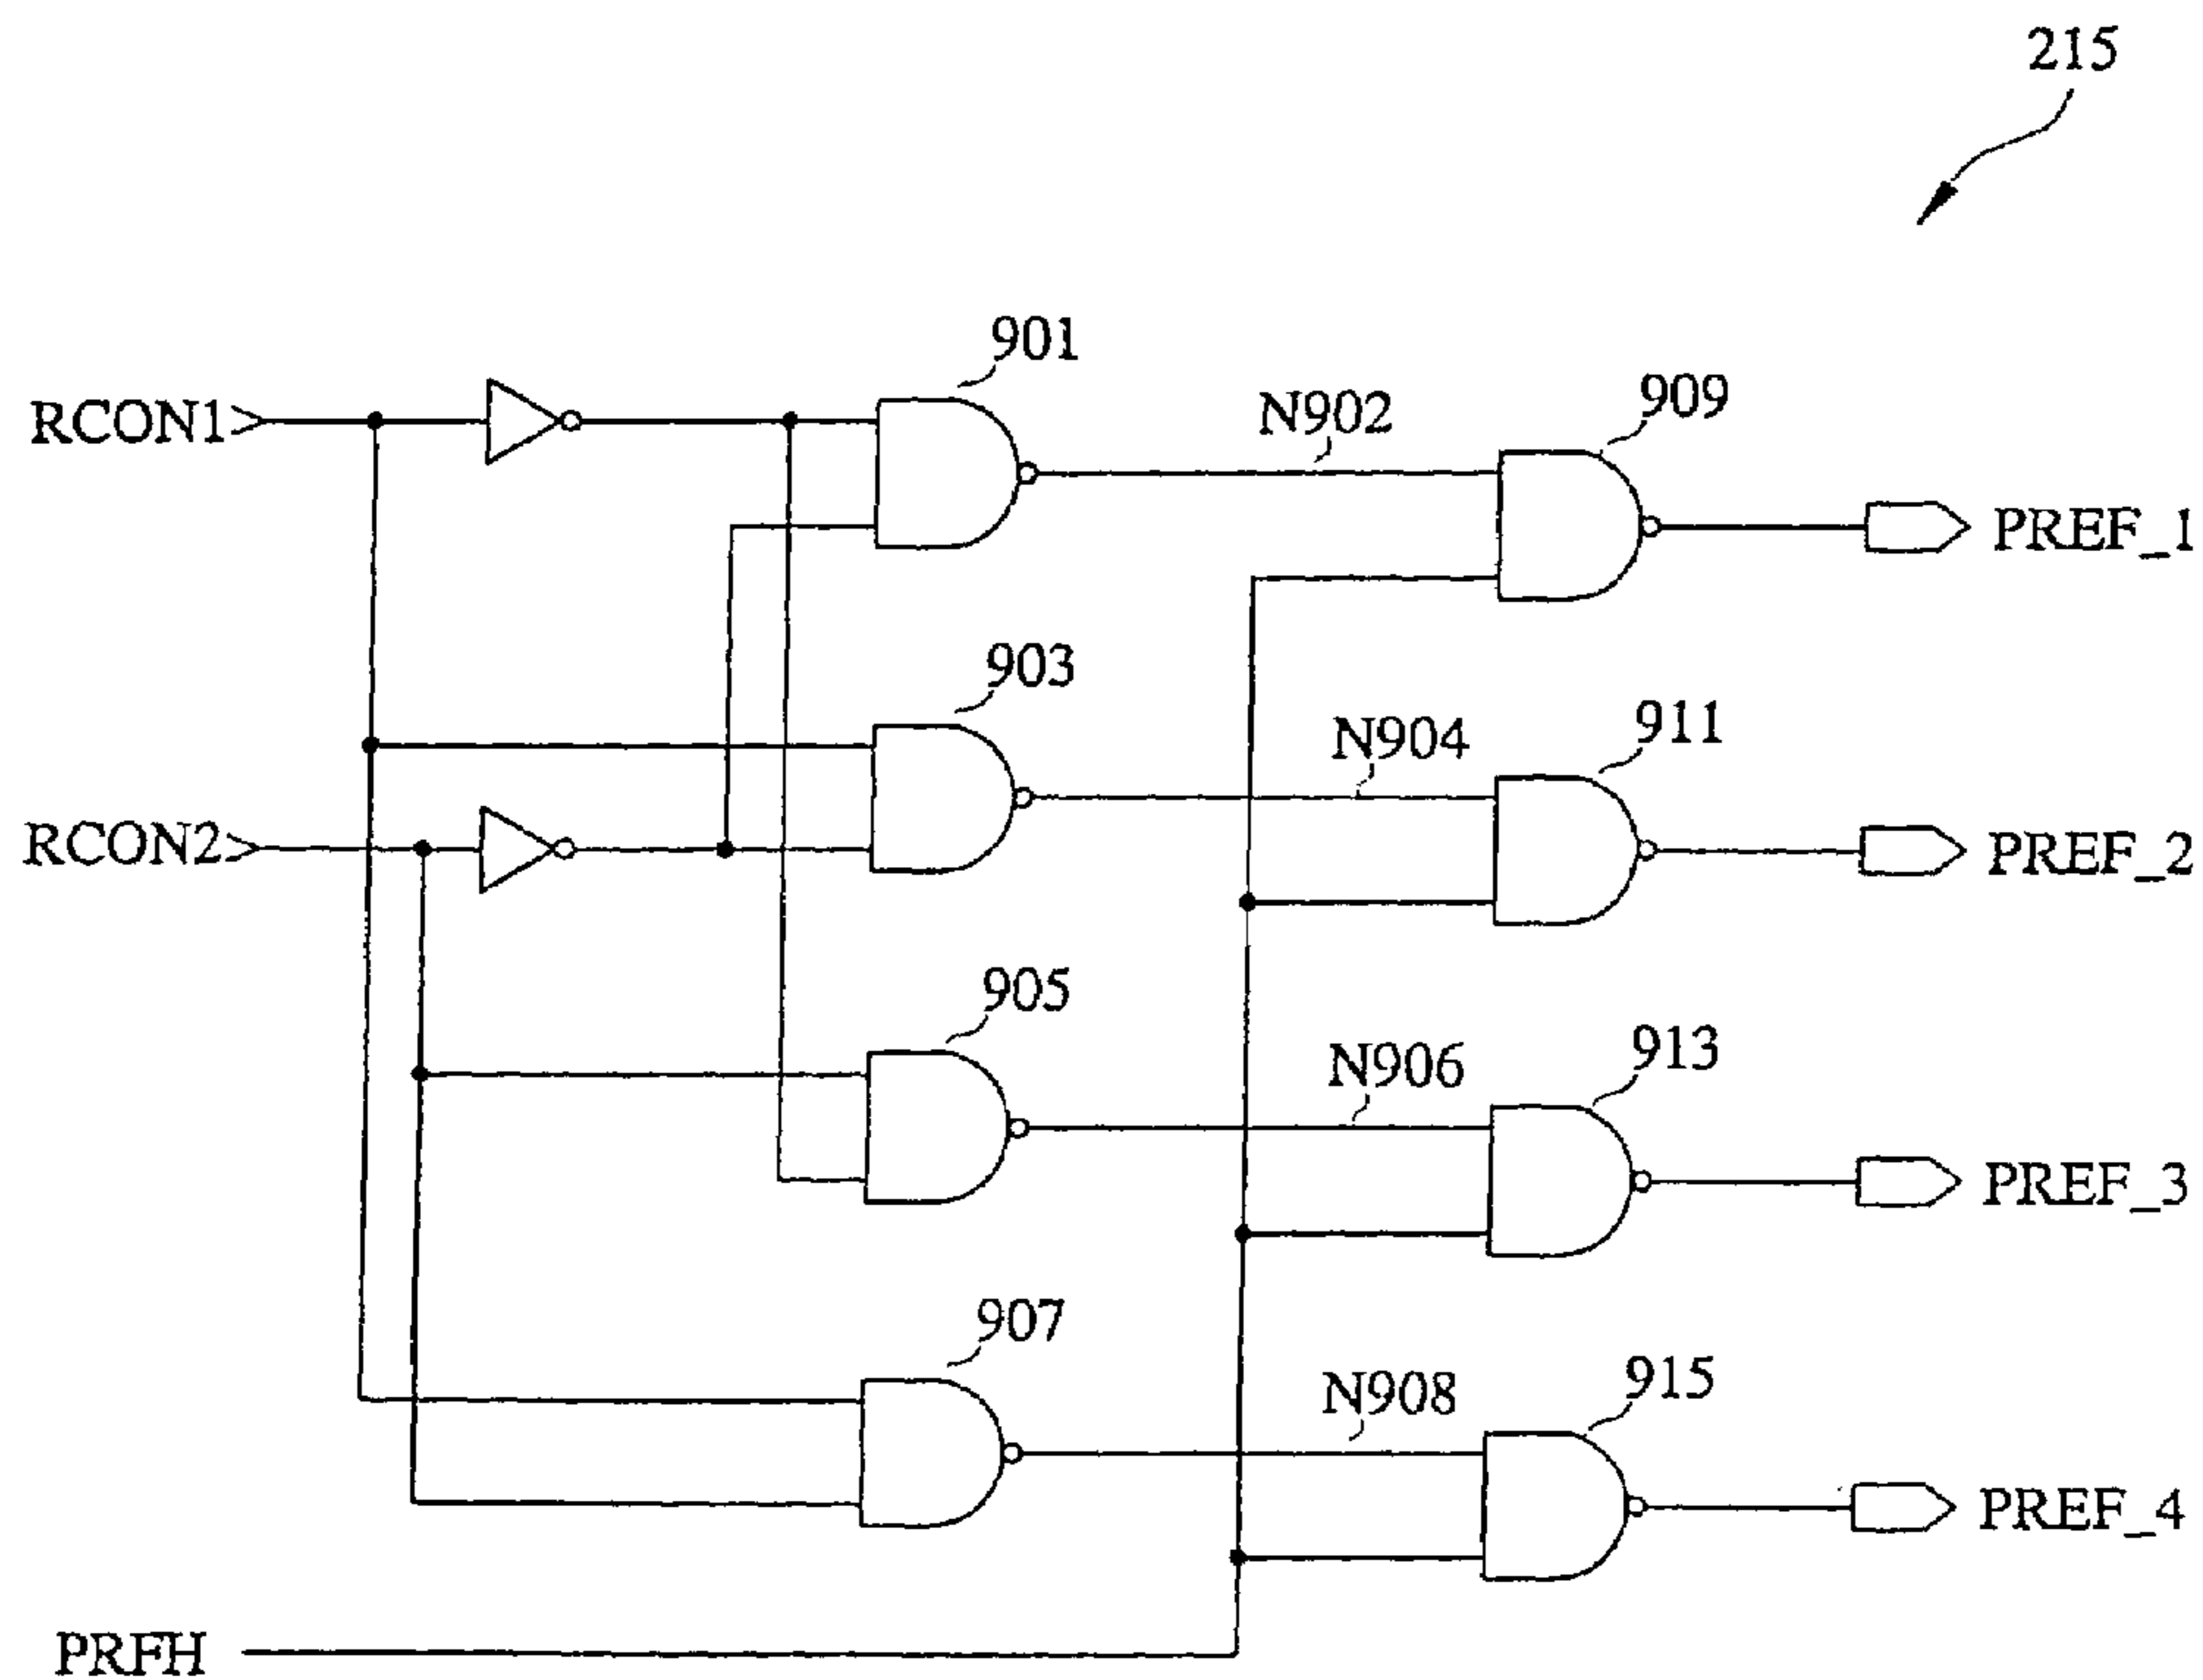 215
901
RCON1
N902
909
PREF_1
903
N904
911
RCON2
PREF_2
905
N906
913
PREF_3
907
N908
915
PREF_4
PRFH